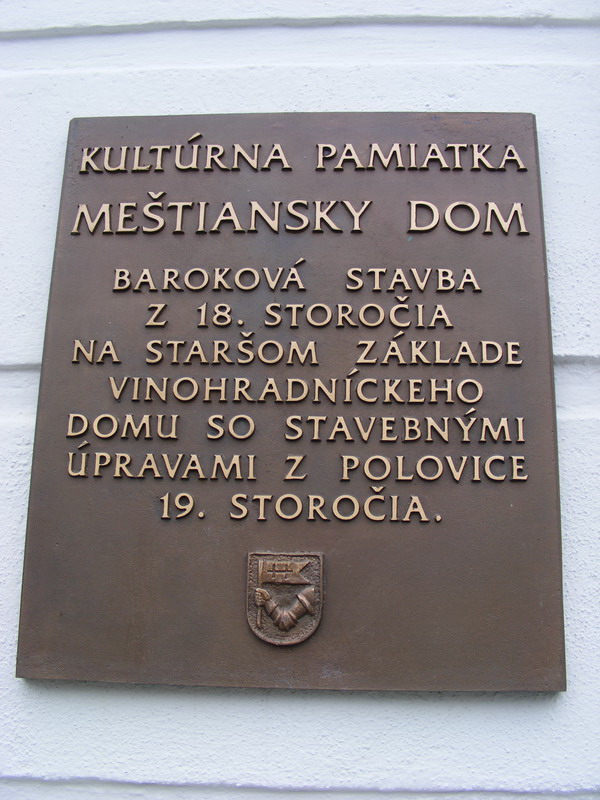 KULTÚRNA PAMIATKA
MEŠTIANSKY DOM
BAROKOVÁ STAVBA
Z 18. STOROČIA
NA STARŠOM ZÁKLADE
VINOHRADNÍCKEHO
DOMU SO STAVEBNÝMI
ÚPRAVAMI Z POLOVICE
19. STOROČIA.